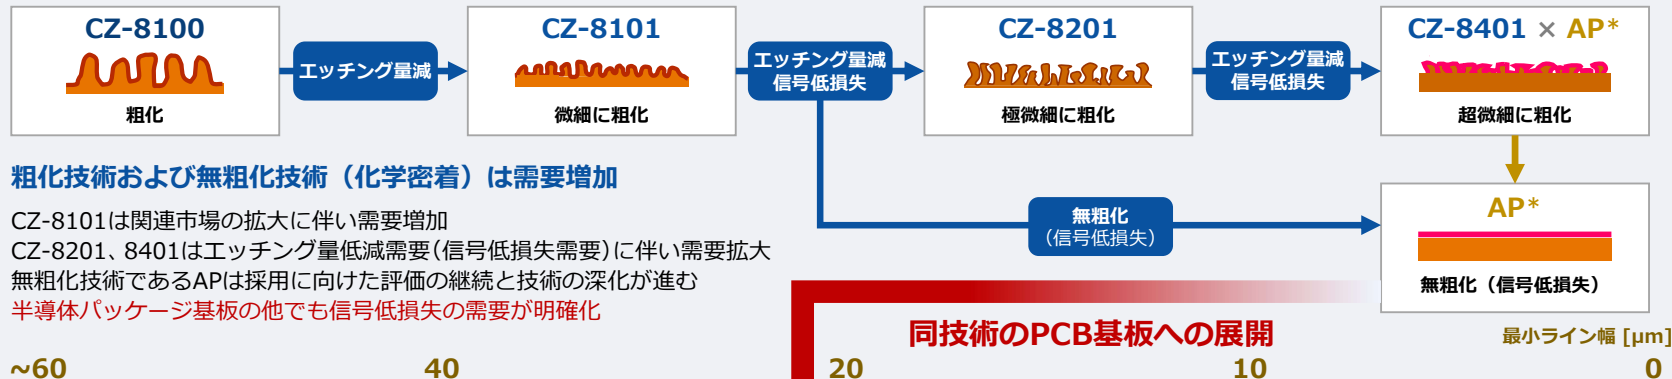 CZ-8100
粗化
エッチング量減
CZ-8101
微細に粗化
エッチング量減
信号低損失
CZ-8201
極微細に粗化
エッチング量減
信号低損失
CZ-8401 × AP*
超微細に粗化
粗化技術および無粗化技術（化学密着）は需要増加
CZ-8101は関連市場の拡大に伴い需要増加
CZ-8201、8401はエッチング量低減需要（信号低損失需要）に伴い需要拡大
無粗化技術であるAPは採用に向けた評価の継続と技術の深化が進む
半導体パッケージ基板の他でも信号低損失の需要が明確化
無粗化
（信号低損失）
AP*
無粗化（信号低損失）
同技術のPCB基板への展開
最小ライン幅 [μm]
~60
40
20
10
0